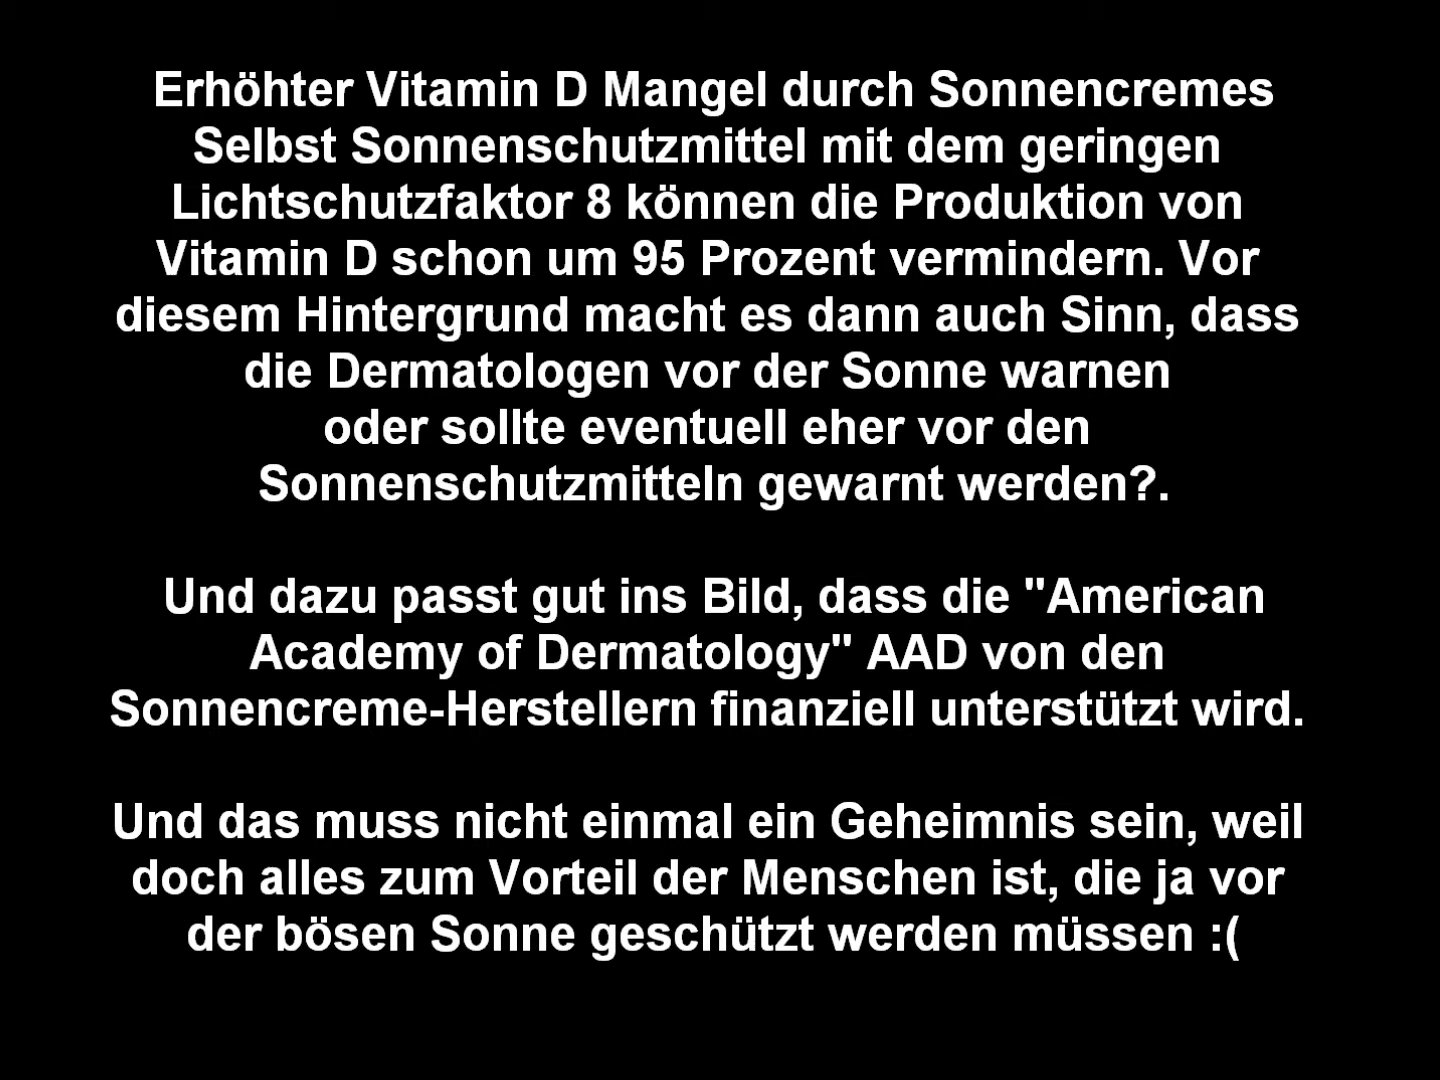 Erhöhter Vitamin D Mangel durch Sonnencremes
Selbst Sonnenschutzmittel mit dem geringen
Lichtschutzfaktor 8 können die Produktion von
Vitamin D schon um 95 Prozent vermindern. Vor
diesem Hintergrund macht es dann auch Sinn, dass
die Dermatologen vor der Sonne warnen
oder sollte eventuell eher vor den
Sonnenschutzmitteln gewarnt werden?.
Und dazu passt gut ins Bild, dass die "American
Academy of Dermatology" AAD von den
Sonnencreme-Herstellern finanziell unterstützt wird.
Und das muss nicht einmal ein Geheimnis sein, weil
doch alles zum Vorteil der Menschen ist, die ja vor
der bösen Sonne geschützt werden müssen :(